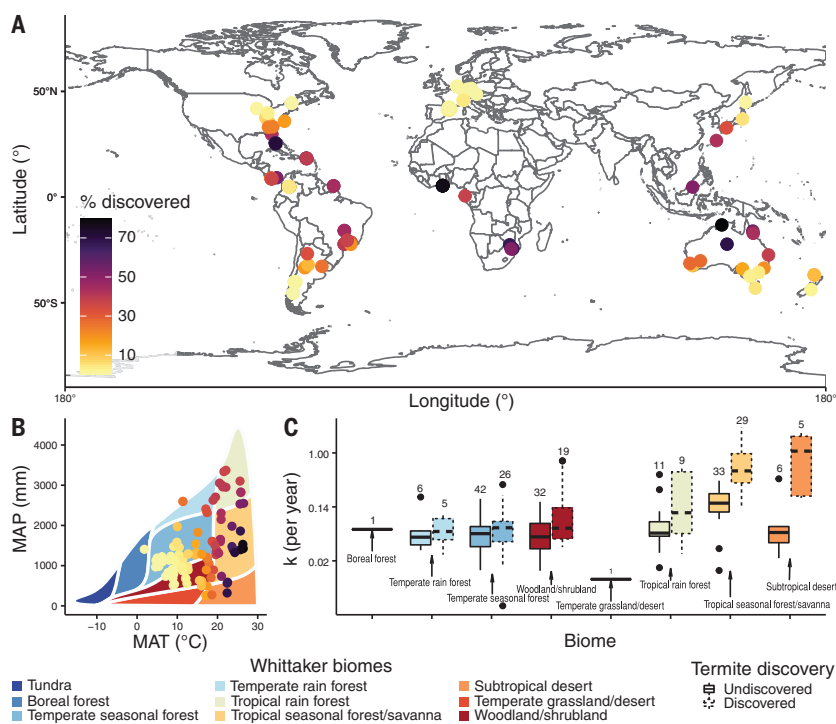 A
50°N
0°
50°S
Latitude (°)
% discovered
70
50
30
10
180°
180°
Longitude (°)
B
4000
3000
2000
1000
0
MAP (mm)
−10
0
10
20
30
MAT (°C)
C
1.00
0.14
0.02
k (per year)
1
6
5
42
26
32
19
1
11
9
33
29
6
5
Boreal forest
Temperate rain forest
Temperate seasonal forest
Woodland/shrubland
Temperate grassland/desert
Tropical rain forest
Tropical seasonal forest/savanna
Subtropical desert
Biome
Whittaker biomes
Tundra
Boreal forest
Temperate seasonal forest
Temperate rain forest
Tropical rain forest
Tropical seasonal forest/savanna
Subtropical desert
Temperate grassland/desert
Woodland/shrubland
Termite discovery
Undiscovered
Discovered